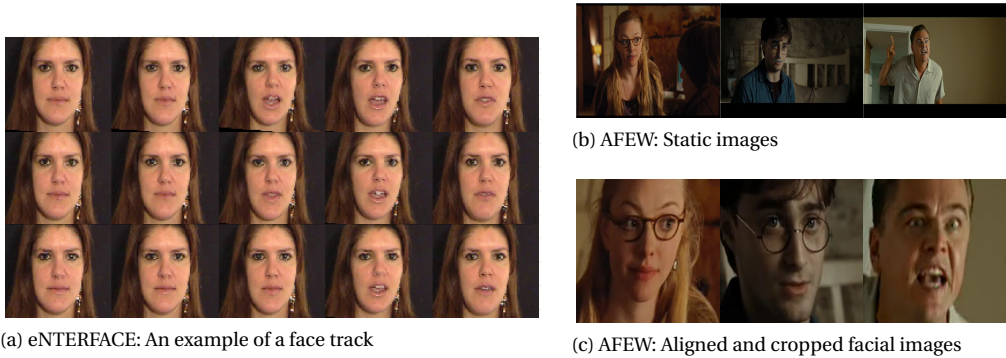 (a) eNTERFACE: An example of a face track
(b) AFEW: Static images
(c) AFEW: Aligned and cropped facial images